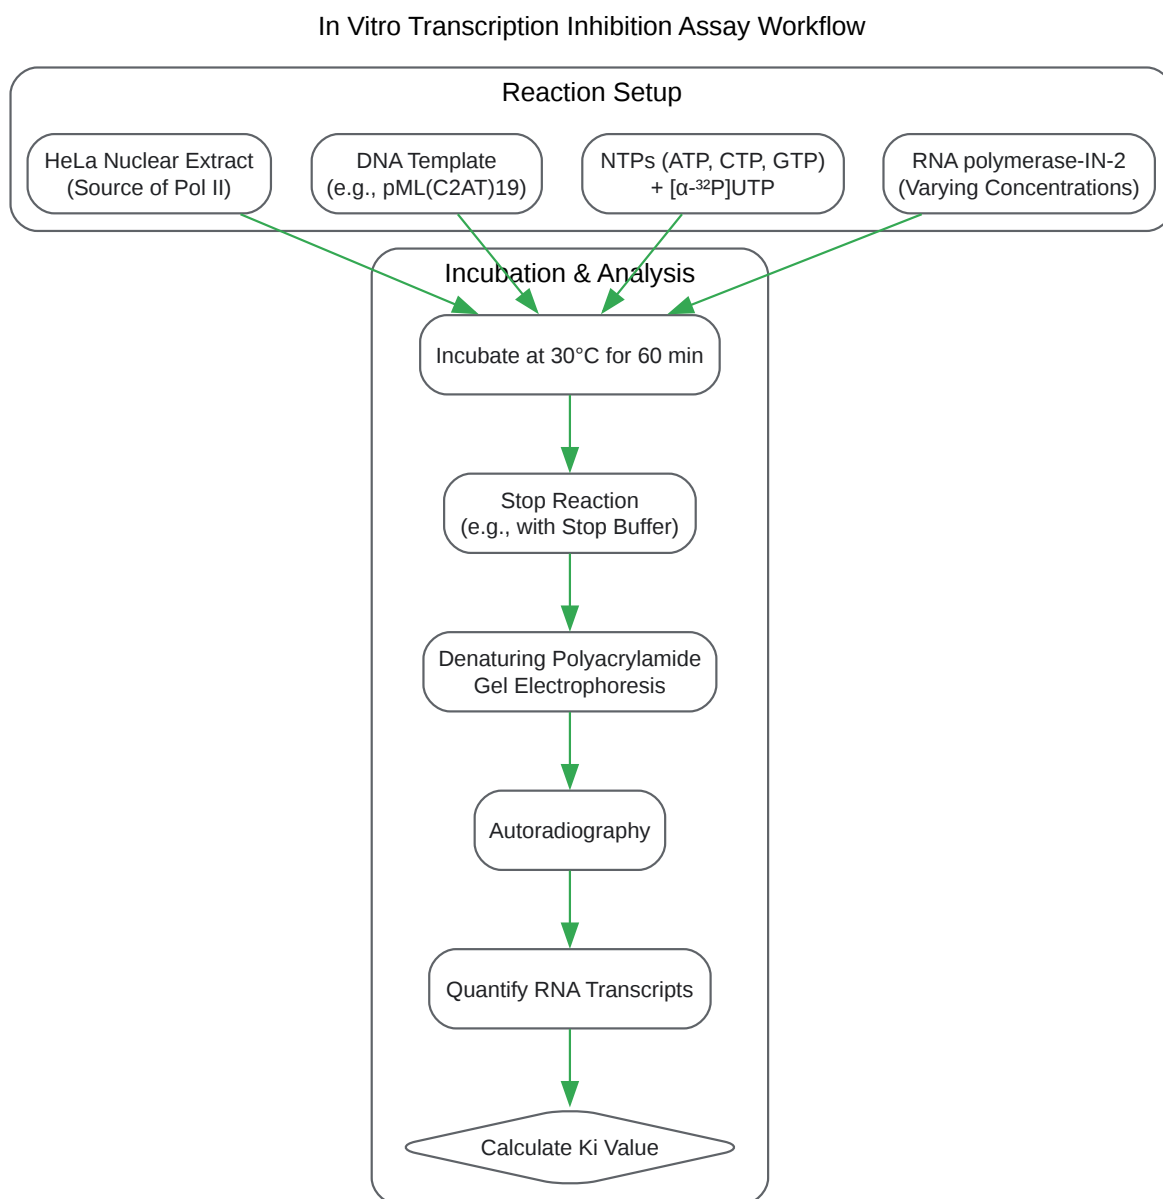 In Vitro Transcription Inhibition Assay Workflow
Reaction Setup
HeLa Nuclear Extract
(Source of Pol II)
DNA Template
(e.g., pML(C2AT)19)
NTPs (ATP, CTP, GTP)
+ [α-³²P]UTP
RNA polymerase-IN-2
(Varying Concentrations)
Incubation & Analysis
Incubate at 30°C for 60 min
Stop Reaction
(e.g., with Stop Buffer)
Denaturing Polyacrylamide
Gel Electrophoresis
Autoradiography
Quantify RNA Transcripts
Calculate Ki Value